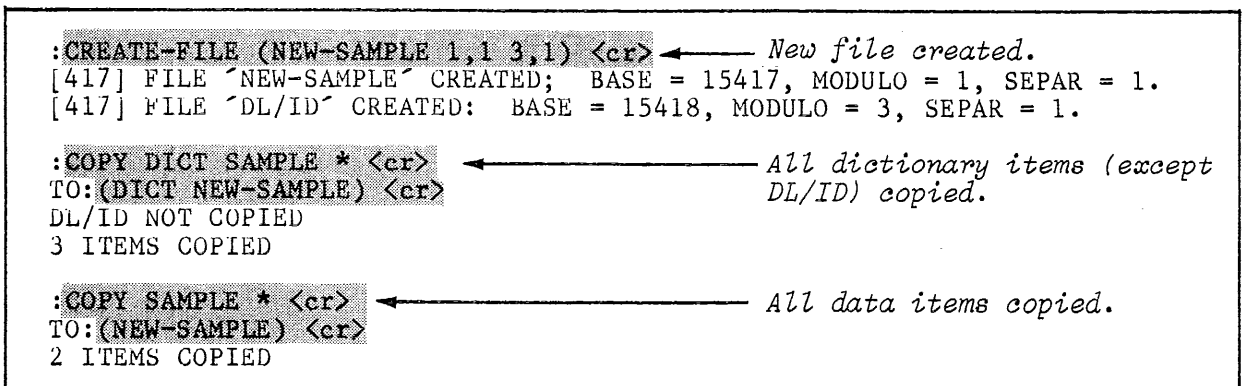 :CREATE-FILE (NEW-SAMPLE 1,1 3,1) <cr> New file created.
[417] FILE ´NEW-SAMPLE´ CREATED; BASE = 15417, MODULO = 1, SEPAR = 1.
[417] FILE ´DL/ID´ CREATED: BASE = 15418, MODULO = 3, SEPAR = 1.
:COPY DICT SAMPLE * <cr> All dictionary items (except
TO:(DICT NEW-SAMPLE) <cr> DL/ID) copied.
DL/ID NOT COPIED
3 ITEMS COPIED
:COPY SAMPLE * <cr> All data items copied.
TO:(NEW-SAMPLE) <cr>
2 ITEMS COPIED